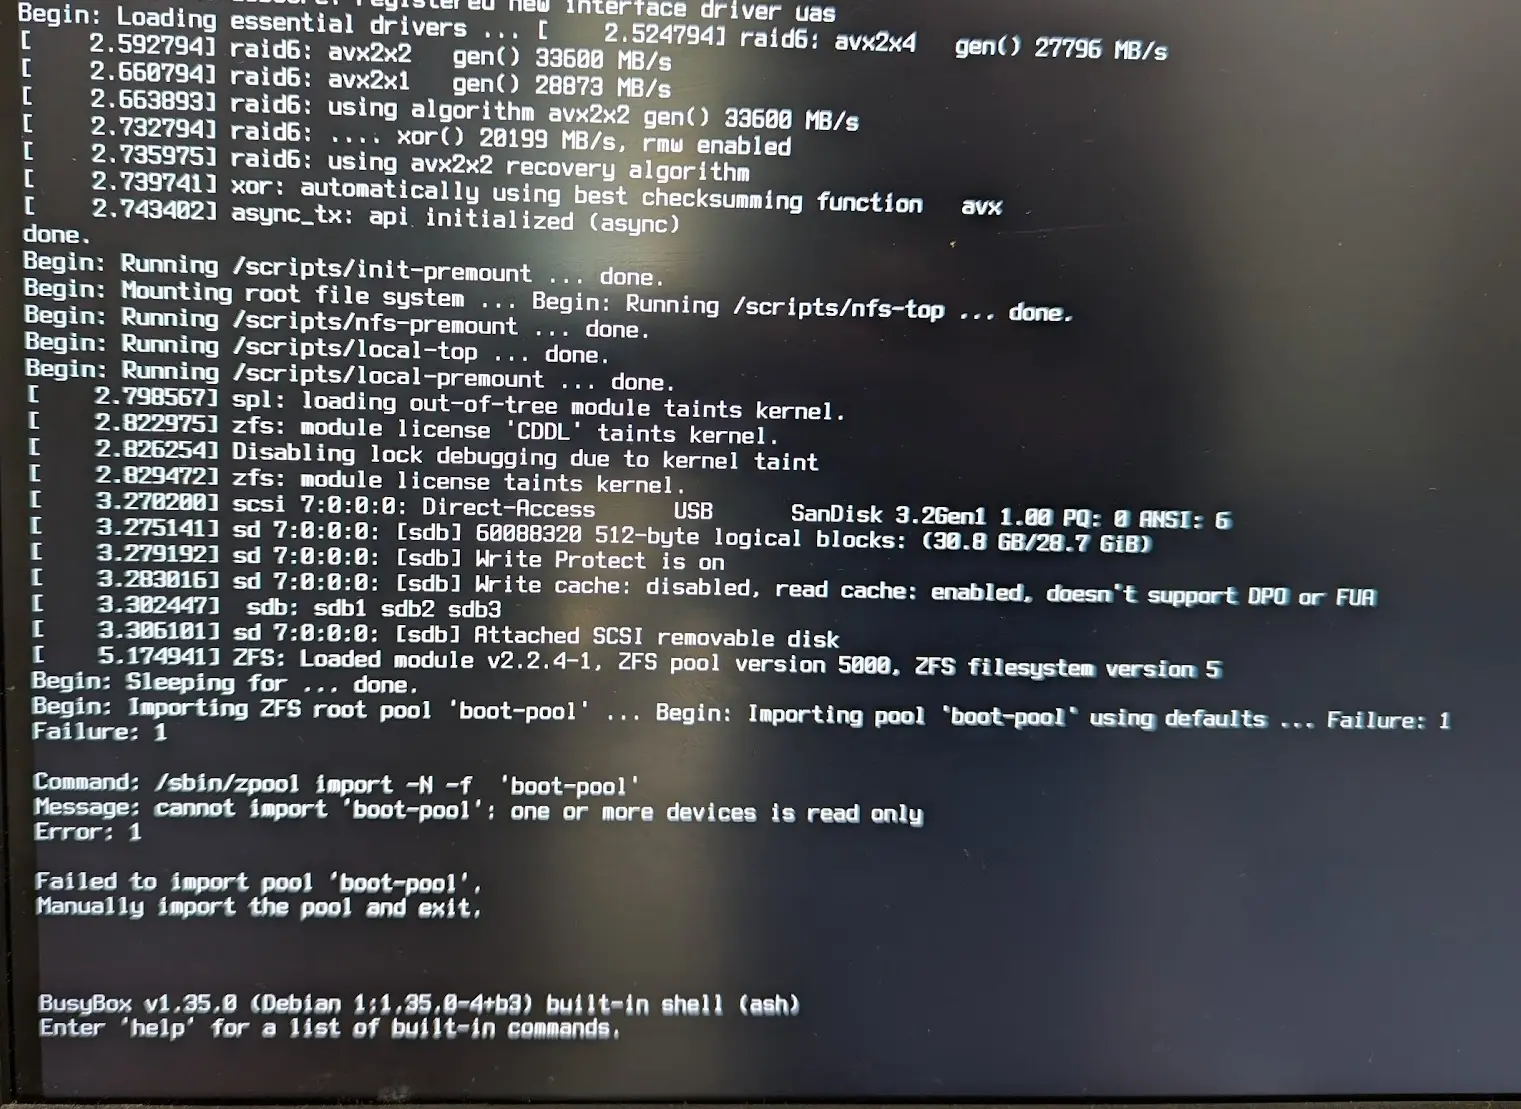 registered new interface driver uas
Begin: Loading essential drivers ... [    2.524794] raid6: avx2x4   gen() 27796 MB/s
[    2.592794] raid6: avx2x2   gen() 33600 MB/s
[    2.660794] raid6: avx2x1   gen() 28873 MB/s
[    2.663893] raid6: using algorithm avx2x2 gen() 33600 MB/s
[    2.732794] raid6: .... xor() 20199 MB/s, rmw enabled
[    2.735975] raid6: using avx2x2 recovery algorithm
[    2.739741] xor: automatically using best checksumming function   avx
[    2.743402] async_tx: api initialized (async)
done.
Begin: Running /scripts/init-premount ... done.
Begin: Mounting root file system ... Begin: Running /scripts/nfs-top ... done.
Begin: Running /scripts/nfs-premount ... done.
Begin: Running /scripts/local-top ... done.
Begin: Running /scripts/local-premount ... done.
[    2.798567] spl: loading out-of-tree module taints kernel.
[    2.822975] zfs: module license 'CDDL' taints kernel.
[    2.826254] Disabling lock debugging due to kernel taint
[    2.829472] zfs: module license taints kernel.
[    3.270200] scsi 7:0:0:0: Direct-Access      USB      SanDisk 3.2Gen1 1.00 PQ: 0 ANSI: 6
[    3.275141] sd 7:0:0:0: [sdb] 60088320 512-byte logical blocks: (30.8 GB/28.7 GiB)
[    3.279192] sd 7:0:0:0: [sdb] Write Protect is on
[    3.283016] sd 7:0:0:0: [sdb] Write cache: disabled, read cache: enabled, doesn't support DPO or FUA
[    3.302447]  sdb: sdb1 sdb2 sdb3
[    3.306101] sd 7:0:0:0: [sdb] Attached SCSI removable disk
[    5.174941] ZFS: Loaded module v2.2.4-1, ZFS pool version 5000, ZFS filesystem version 5
Begin: Sleeping for ... done.
Begin: Importing ZFS root pool 'boot-pool' ... Begin: Importing pool 'boot-pool' using defaults ... Failure: 1
Failure: 1

Command: /sbin/zpool import -N -f  'boot-pool'
Message: cannot import 'boot-pool': one or more devices is read only
Error: 1

Failed to import pool 'boot-pool'.
Manually import the pool and exit.

BusyBox v1.35.0 (Debian 1:1.35.0-4+b3) built-in shell (ash)
Enter 'help' for a list of built-in commands.